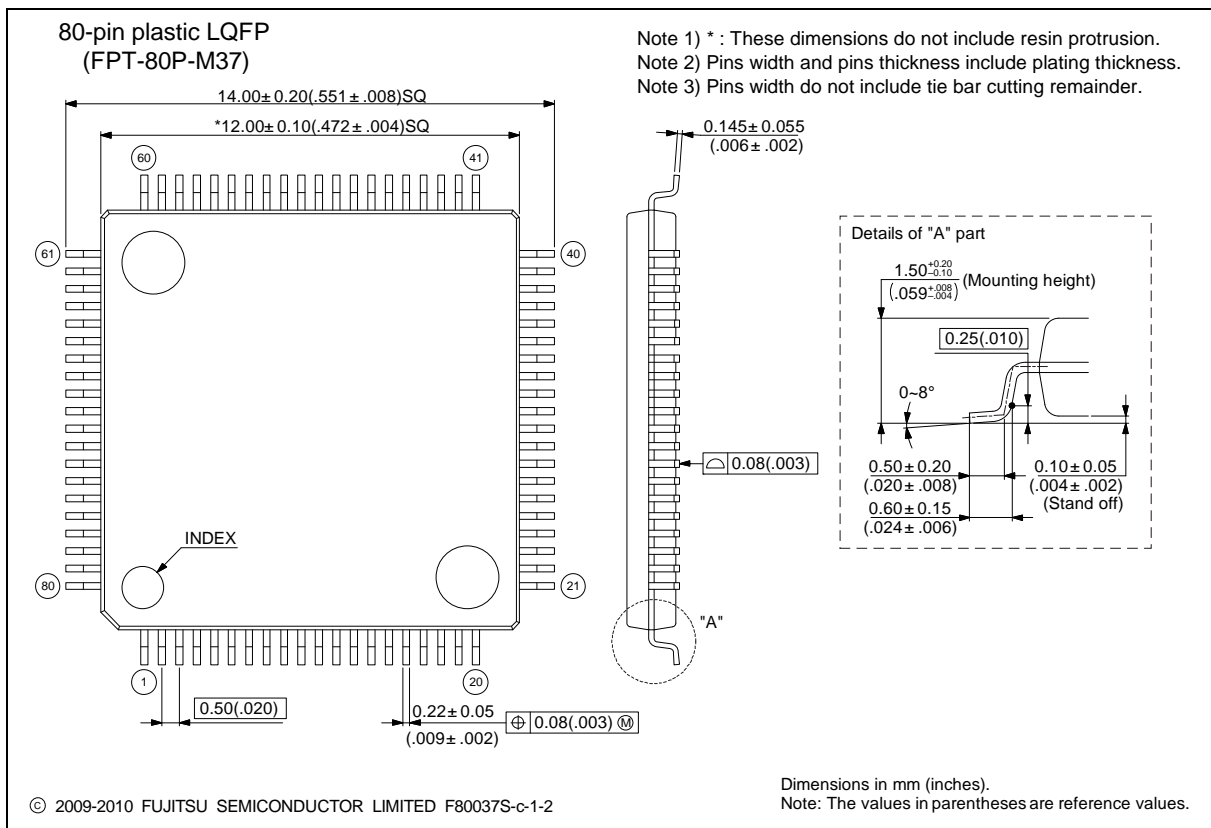 80-pin plastic LQFP
(FPT-80P-M37)
Note 1) * : These dimensions do not include resin protrusion.
Note 2) Pins width and pins thickness include plating thickness.
Note 3) Pins width do not include tie bar cutting remainder.
14.00±0.20(.551±.008)SQ
*12.00±0.10(.472±.004)SQ
0.145±0.055
(.006±.002)
60
41
61
40
80
21
1
20
INDEX
0.50(.020)
0.22±0.05
(.009±.002)
⌖ 0.08(.003) Ⓜ
⌓ 0.08(.003)
"A"
Details of "A" part
1.50+0.20
−0.10
(.059+.008
−.004)
(Mounting height)
0.25(.010)
0~8°
0.50±0.20
(.020±.008)
0.60±0.15
(.024±.006)
0.10±0.05
(.004±.002)
(Stand off)
© 2009-2010 FUJITSU SEMICONDUCTOR LIMITED F80037S-c-1-2
Dimensions in mm (inches).
Note: The values in parentheses are reference values.